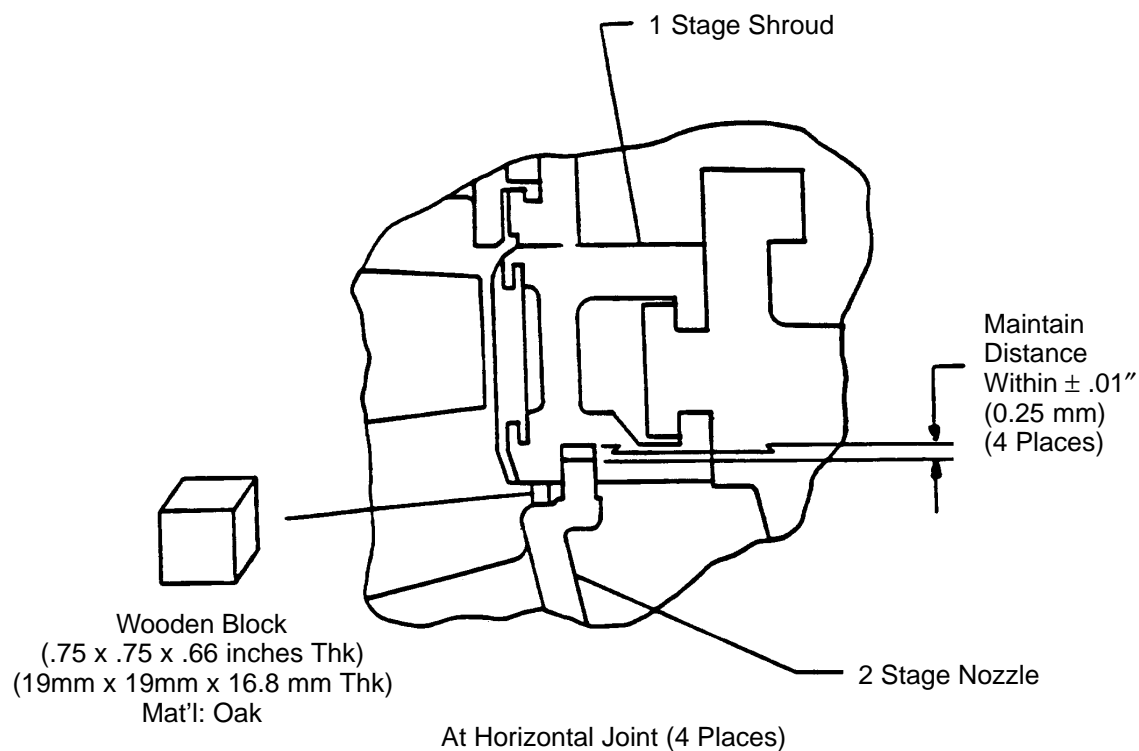 1 Stage Shroud
Maintain
Distance
Within ± .01″
(0.25 mm)
(4 Places)
Wooden Block
(.75 x .75 x .66 inches Thk)
(19mm x 19mm x 16.8 mm Thk)
Mat'l: Oak
2 Stage Nozzle
At Horizontal Joint (4 Places)